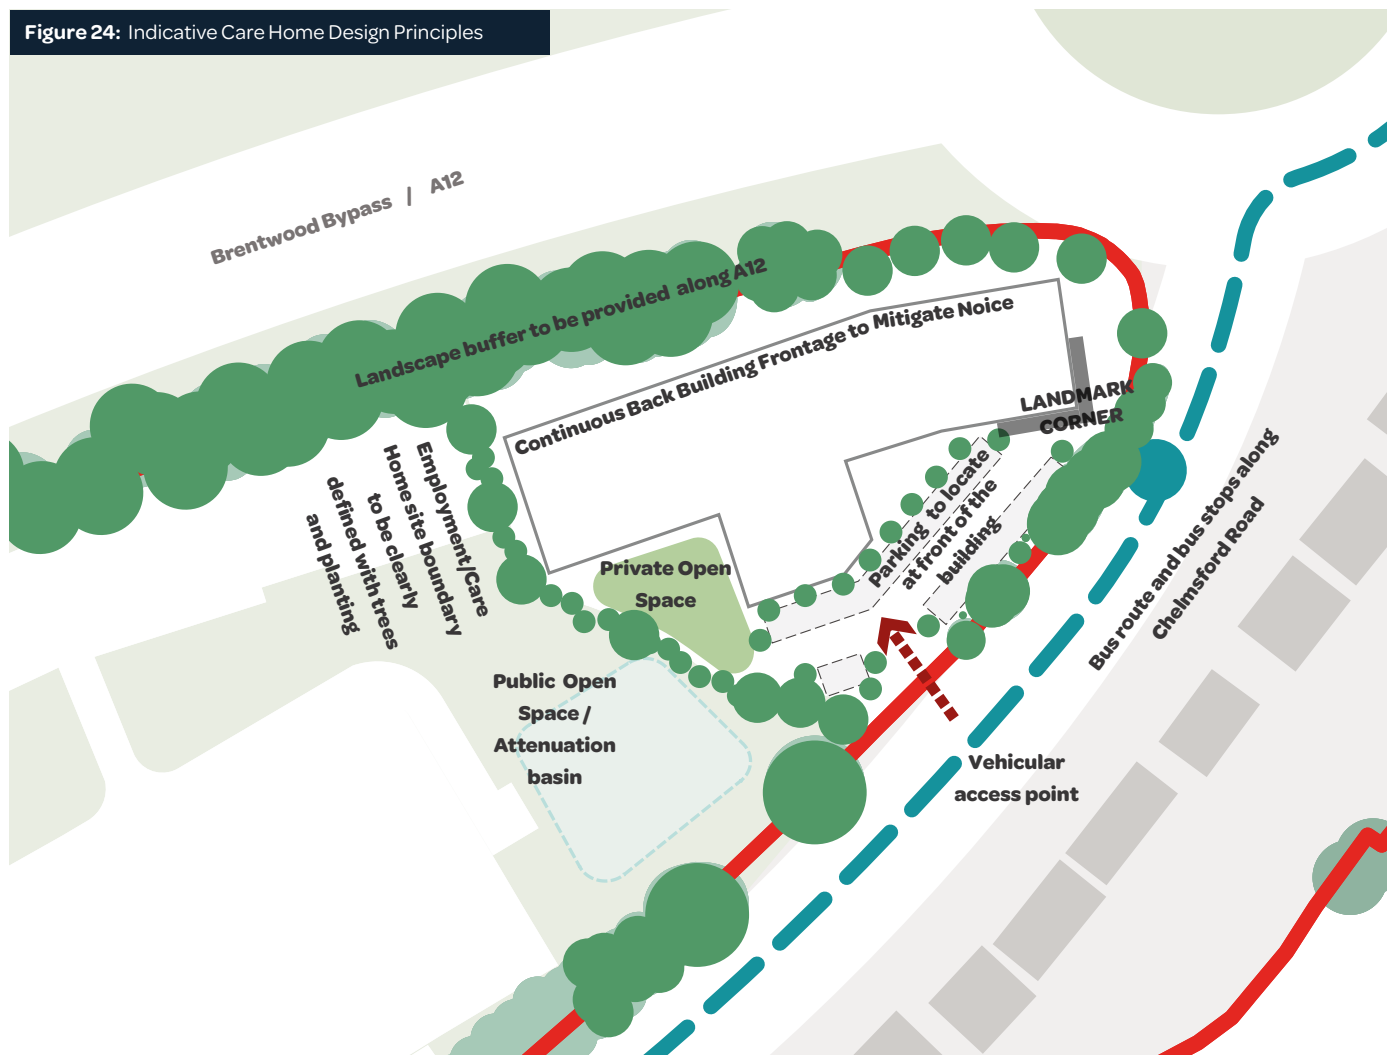 Figure 24: Indicative Care Home Design Principles
Brentwood Bypass / A12
Landscape buffer to be provided along A12
Continuous Back Building Frontage to Mitigate Noice
LANDMARK
CORNER
Employment/Care
Home site boundary
to be clearly
defined with trees
and planting
Parking to locate
at front of the
building
Private Open
Space
Public Open
Space /
Attenuation
basin
Bus route and bus stops along
Chelmsford Road
Vehicular
access point